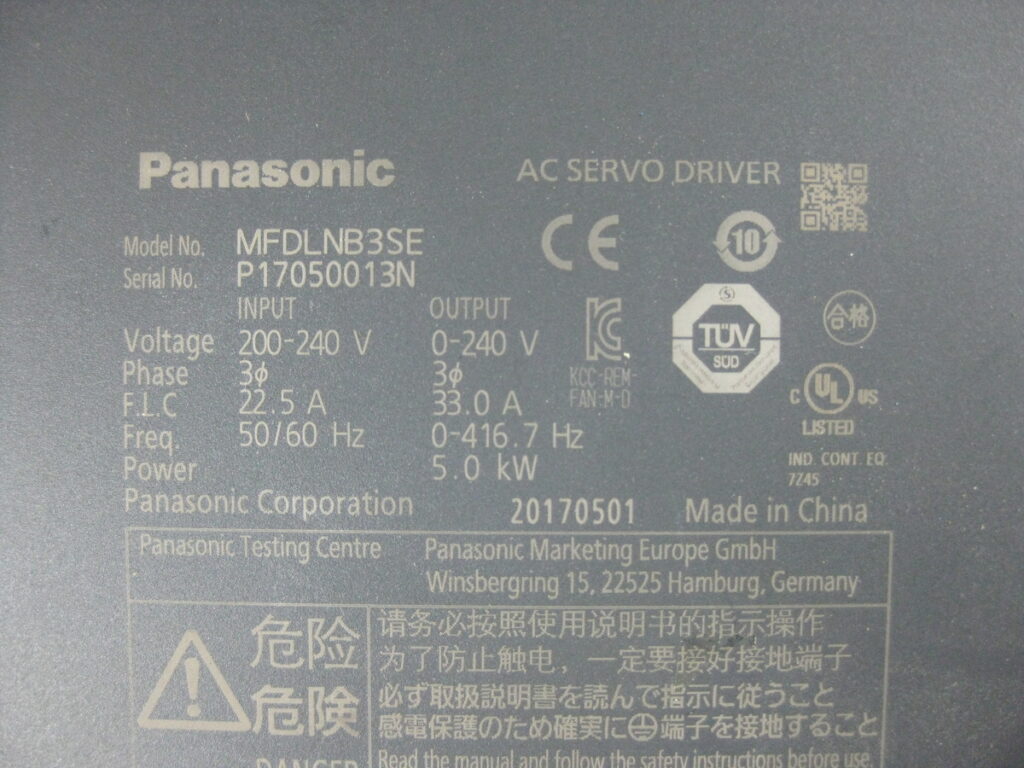 Panasonic
AC SERVO DRIVER
Model No. MFDLNB3SE
Serial No. P17050013N
CE
10
INPUT OUTPUT
Voltage 200-240 V 0-240 V
Phase 3ϕ 3ϕ
F.L.C 22.5 A 33.0 A
Freq. 50/60 Hz 0-416.7 Hz
Power 5.0 kW
KCC-REM-
FAN-M-D
TÜV
SÜD
合格
C UL US
LISTED
IND. CONT. EQ.
7Z45
Panasonic Corporation 20170501 Made in China
Panasonic Testing Centre Panasonic Marketing Europe GmbH
Winsbergring 15, 22525 Hamburg, Germany
危险
危険
DANGER
请务必按照使用说明书的指示操作
为了防止触电，一定要接好接地端子
必ず取扱説明書を読んで指示に従うこと
感電保護のため確実に⏚端子を接地すること
Read the manual and follow the safety instructions before use.